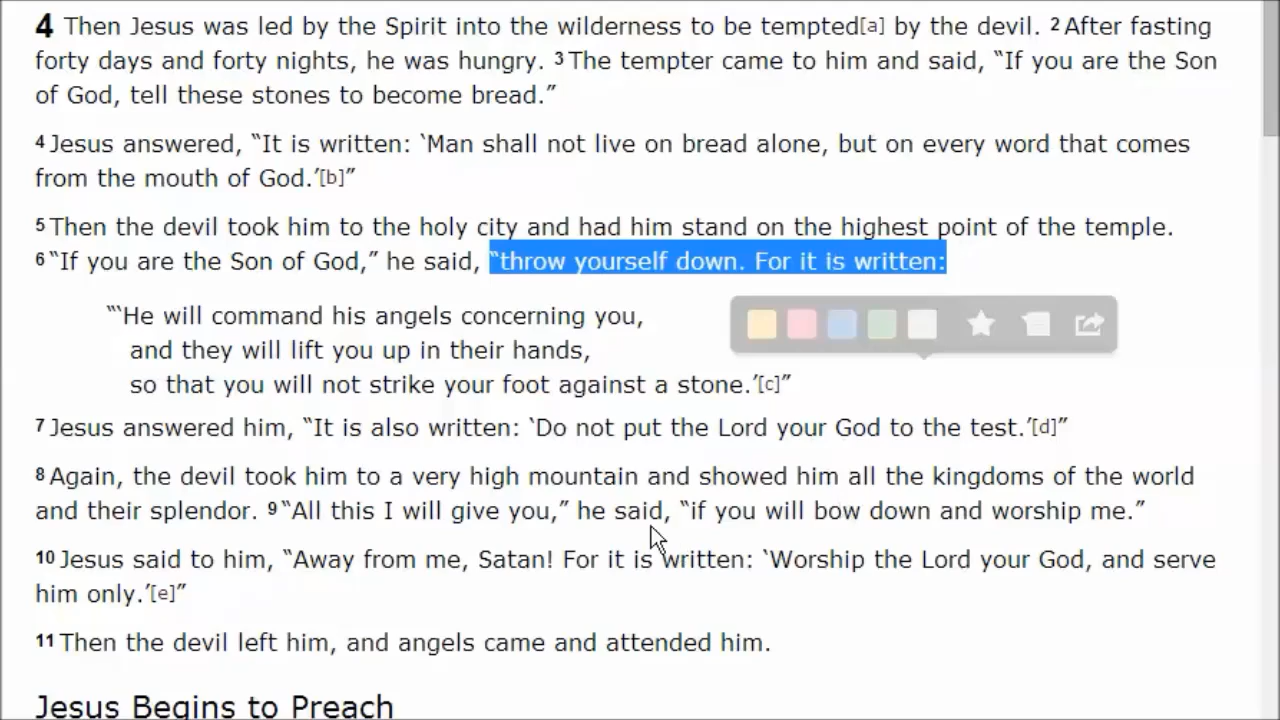 4 Then Jesus was led by the Spirit into the wilderness to be tempted[a] by the devil. 2 After fasting
forty days and forty nights, he was hungry. 3 The tempter came to him and said, “If you are the Son
of God, tell these stones to become bread.”
4 Jesus answered, “It is written: ‘Man shall not live on bread alone, but on every word that comes
from the mouth of God.’[b]”
5 Then the devil took him to the holy city and had him stand on the highest point of the temple.
6 “If you are the Son of God,” he said, “throw yourself down. For it is written:
“‘He will command his angels concerning you,
and they will lift you up in their hands,
so that you will not strike your foot against a stone.’[c]”
7 Jesus answered him, “It is also written: ‘Do not put the Lord your God to the test.’[d]”
8 Again, the devil took him to a very high mountain and showed him all the kingdoms of the world
and their splendor. 9 “All this I will give you,” he said, “if you will bow down and worship me.”
10 Jesus said to him, “Away from me, Satan! For it is written: ‘Worship the Lord your God, and serve
him only.’[e]”
11 Then the devil left him, and angels came and attended him.
Jesus Begins to Preach